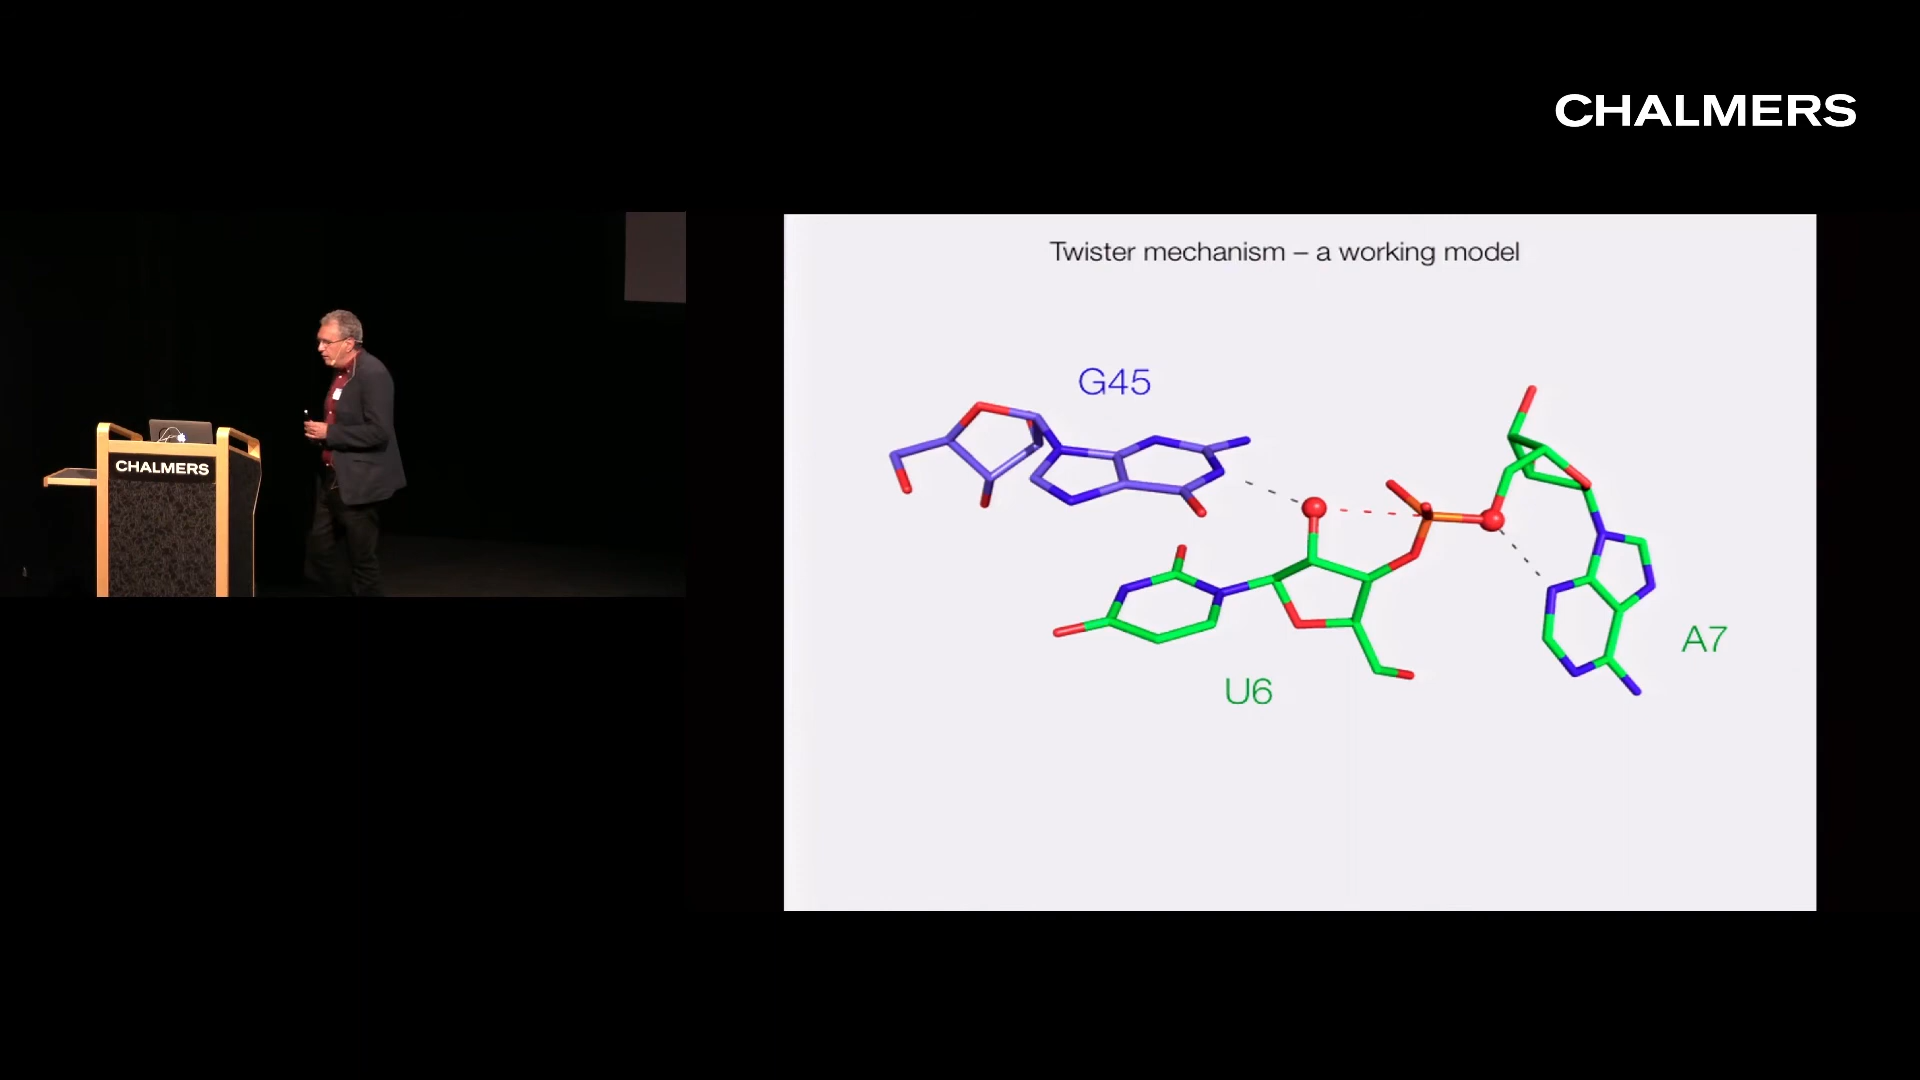 CHALMERS
CHALMERS
Twister mechanism – a working model
G45
A7
U6